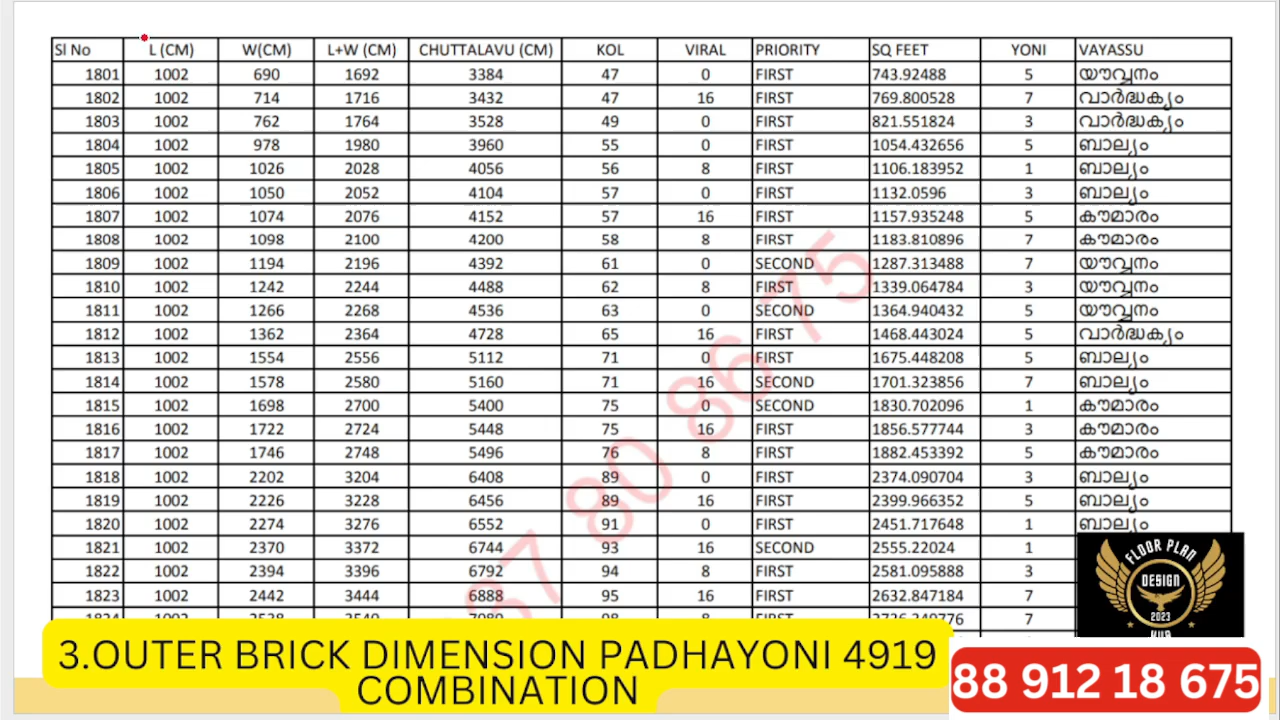 Sl No L (CM) W(CM) L+W (CM) CHUTTALAVU (CM) KOL VIRAL PRIORITY SQ FEET YONI VAYASSU
1801 1002 690 1692 3384 47 0 FIRST 743.92488 5 യൗവ്വനം
1802 1002 714 1716 3432 47 16 FIRST 769.800528 7 വാർദ്ധക്യം
1803 1002 762 1764 3528 49 0 FIRST 821.551824 3 വാർദ്ധക്യം
1804 1002 978 1980 3960 55 0 FIRST 1054.432656 5 ബാല്യം
1805 1002 1026 2028 4056 56 8 FIRST 1106.183952 1 ബാല്യം
1806 1002 1050 2052 4104 57 0 FIRST 1132.0596 3 ബാല്യം
1807 1002 1074 2076 4152 57 16 FIRST 1157.935248 5 കൗമാരം
1808 1002 1098 2100 4200 58 8 FIRST 1183.810896 7 കൗമാരം
1809 1002 1194 2196 4392 61 0 SECOND 1287.313488 7 യൗവ്വനം
1810 1002 1242 2244 4488 62 8 FIRST 1339.064784 3 യൗവ്വനം
1811 1002 1266 2268 4536 63 0 SECOND 1364.940432 5 യൗവ്വനം
1812 1002 1362 2364 4728 65 16 FIRST 1468.443024 5 വാർദ്ധക്യം
1813 1002 1554 2556 5112 71 0 FIRST 1675.448208 5 ബാല്യം
1814 1002 1578 2580 5160 71 16 SECOND 1701.323856 7 ബാല്യം
1815 1002 1698 2700 5400 75 0 SECOND 1830.702096 1 കൗമാരം
1816 1002 1722 2724 5448 75 16 FIRST 1856.577744 3 കൗമാരം
1817 1002 1746 2748 5496 76 8 FIRST 1882.453392 5 കൗമാരം
1818 1002 2202 3204 6408 89 0 FIRST 2374.090704 3 ബാല്യം
1819 1002 2226 3228 6456 89 16 FIRST 2399.966352 5 ബാല്യം
1820 1002 2274 3276 6552 91 0 FIRST 2451.717648 1 ബാല്യം
1821 1002 2370 3372 6744 93 16 SECOND 2555.22024 1
1822 1002 2394 3396 6792 94 8 FIRST 2581.095888 3
1823 1002 2442 3444 6888 95 16 FIRST 2632.847184 7
37 80 86 75
FLOOR PLAN
DESIGN
2023
3.OUTER BRICK DIMENSION PADHAYONI 4919
COMBINATION
88 912 18 675